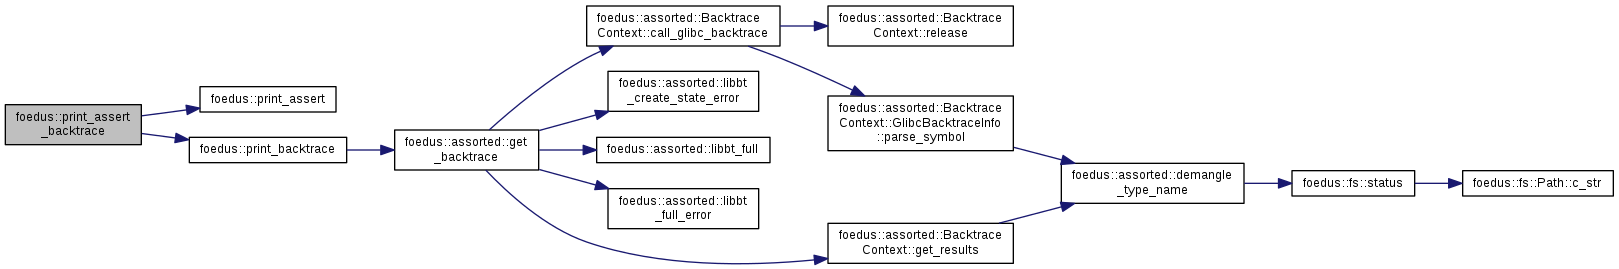 foedus::print_assert
_backtrace
foedus::print_assert
foedus::print_backtrace
foedus::assorted::get
_backtrace
foedus::assorted::Backtrace
Context::call_glibc_backtrace
foedus::assorted::libbt
_create_state_error
foedus::assorted::libbt_full
foedus::assorted::libbt
_full_error
foedus::assorted::Backtrace
Context::release
foedus::assorted::Backtrace
Context::GlibcBacktraceInfo
::parse_symbol
foedus::assorted::Backtrace
Context::get_results
foedus::assorted::demangle
_type_name
foedus::fs::status
foedus::fs::Path::c_str